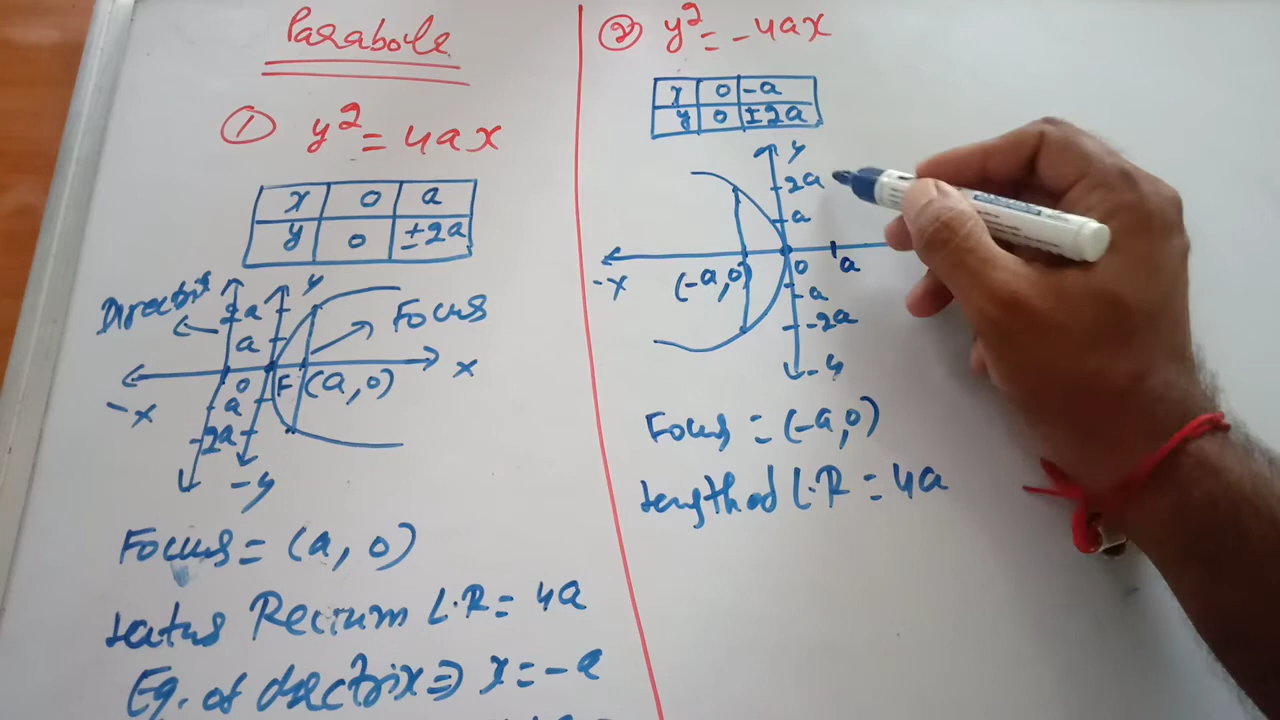 Parabola
① y² = 4ax
x 0 a
y 0 ±2a
Directrix
y
2a
a
Focus
-x
0
F
(a,0)
x
a
2a
-y
Focus = (a, 0)
Latus Rectum L.R = 4a
Eq. of directrix ⇒ x = -a
② y² = -4ax
x 0 -a
y 0 ±2a
y
2a
a
-x
(-a,0)
0
a
-a
-2a
-y
Focus = (-a,0)
Length of L.R = 4a